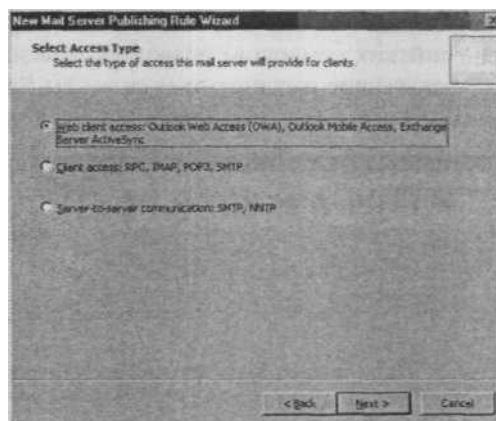 New Mail Server Publishing Rule Wizard
Select Access Type
Select the type of access this mail server will provide for clients.
Web client access: Outlook Web Access (OWA), Outlook Mobile Access, Exchange
Server ActiveSync
Client access: RPC, IMAP, POP3, SMTP
Server-to-server communication: SMTP, NNTP
< Back
Next >
Cancel